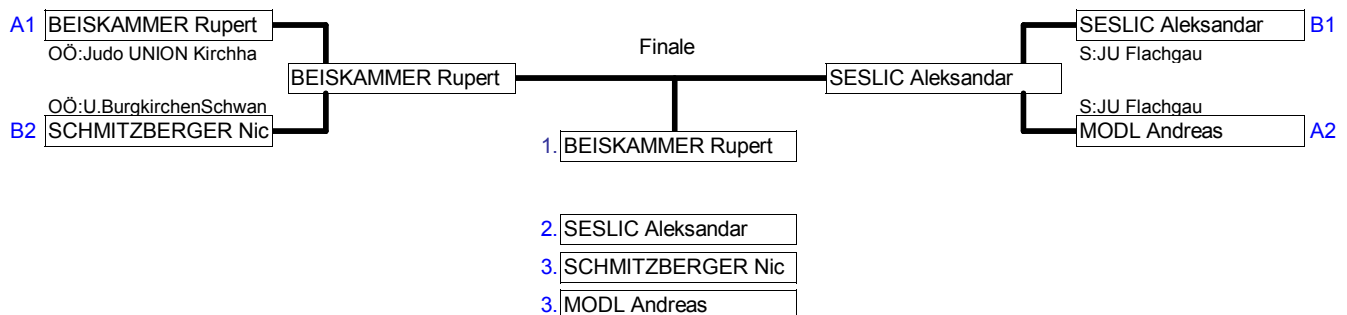 A1 BEISKAMMER Rupert
OÖ:Judo UNION Kirchha
OÖ:U.BurgkirchenSchwan
B2 SCHMITZBERGER Nic
BEISKAMMER Rupert
Finale
SESLIC Aleksandar
SESLIC Aleksandar B1
S:JU Flachgau
S:JU Flachgau
MODL Andreas A2
1. BEISKAMMER Rupert
2. SESLIC Aleksandar
3. SCHMITZBERGER Nic
3. MODL Andreas